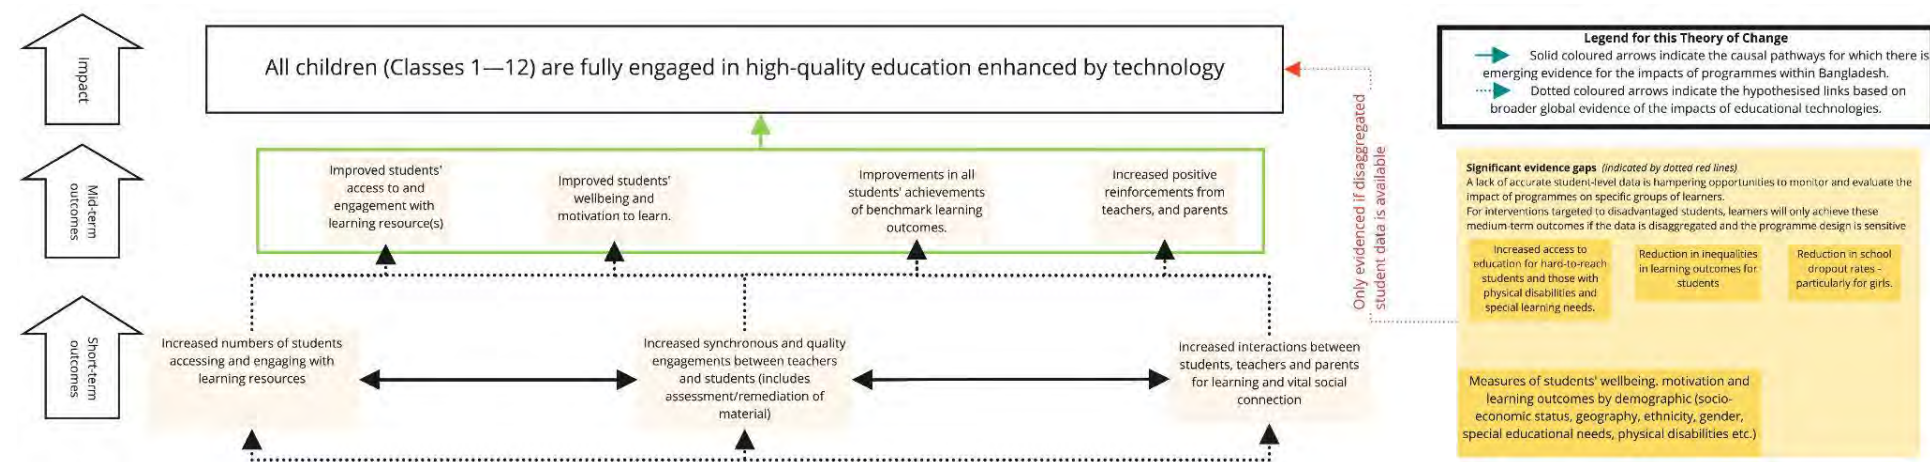 Impact
All children (Classes 1—12) are fully engaged in high-quality education enhanced by technology
Mid-term
outcomes
Improved students'
access to and
engagement with
learning resource(s)
Improved students'
wellbeing and
motivation to learn.
Improvements in all
students' achievements
of benchmark learning
outcomes.
Increased positive
reinforcements from
teachers, and parents
Short-term
outcomes
Increased numbers of students
accessing and engaging with
learning resources
Increased synchronous and quality
engagements between teachers
and students (includes
assessment/remediation of
material)
Increased interactions between
students, teachers and parents
for learning and vital social
connection
Only evidenced if disaggregated
student data is available
Legend for this Theory of Change
Solid coloured arrows indicate the causal pathways for which there is
emerging evidence for the impacts of programmes within Bangladesh.
Dotted coloured arrows indicate the hypothesised links based on
broader global evidence of the impacts of educational technologies.
Significant evidence gaps (indicated by dotted red lines)
A lack of accurate student-level data is hampering opportunities to monitor and evaluate the
impact of programmes on specific groups of learners.
For interventions targeted to disadvantaged students, learners will only achieve these
medium-term outcomes if the data is disaggregated and the programme design is sensitive
Increased access to
education for hard-to-reach
students and those with
physical disabilities and
special learning needs.
Reduction in inequalities
in learning outcomes for
students
Reduction in school
dropout rates -
particularly for girls.
Measures of students' wellbeing, motivation and
learning outcomes by demographic (socio-
economic status, geography, ethnicity, gender,
special educational needs, physical disabilities etc.)